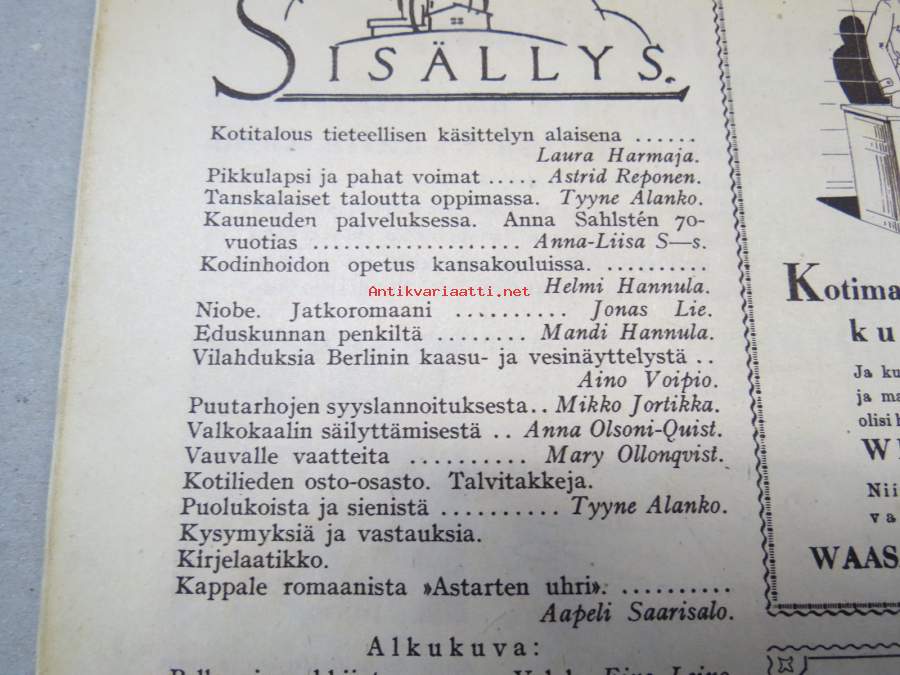 SISÄLLYS.
Kotitalous tieteellisen käsittelyn alaisena ......
Laura Harmaja.
Pikkulapsi ja pahat voimat ..... Astrid Reponen.
Tanskalaiset taloutta oppimassa. Tyyne Alanko.
Kauneuden palveluksessa. Anna Sahlstén 70-
vuotias .................... Anna-Liisa S—s.
Kodinhoidon opetus kansakouluissa. ..........
Helmi Hannula.
Antikvariaatti.net
Niobe. Jatkoromaani .......... Jonas Lie.
Eduskunnan penkiltä ........ Mandi Hannula.
Vilahduksia Berlinin kaasu- ja vesinäyttelystä ..
Aino Voipio.
Puutarhojen syyslannoituksesta.. Mikko Jortikka.
Valkokaalin säilyttämisestä .. Anna Olsoni-Quist.
Vauvalle vaatteita .......... Mary Ollonqvist.
Kotilieden osto-osasto. Talvitakkeja.
Puolukoista ja sienistä .......... Tyyne Alanko.
Kysymyksiä ja vastauksia.
Kirjelaatikko.
Kappale romaanista »Astarten uhri». ..........
Aapeli Saarisalo.
Alkukuva:
Kotima
ku
Ja ku
ja ma
olisi h
W
Nii
va
WAAS